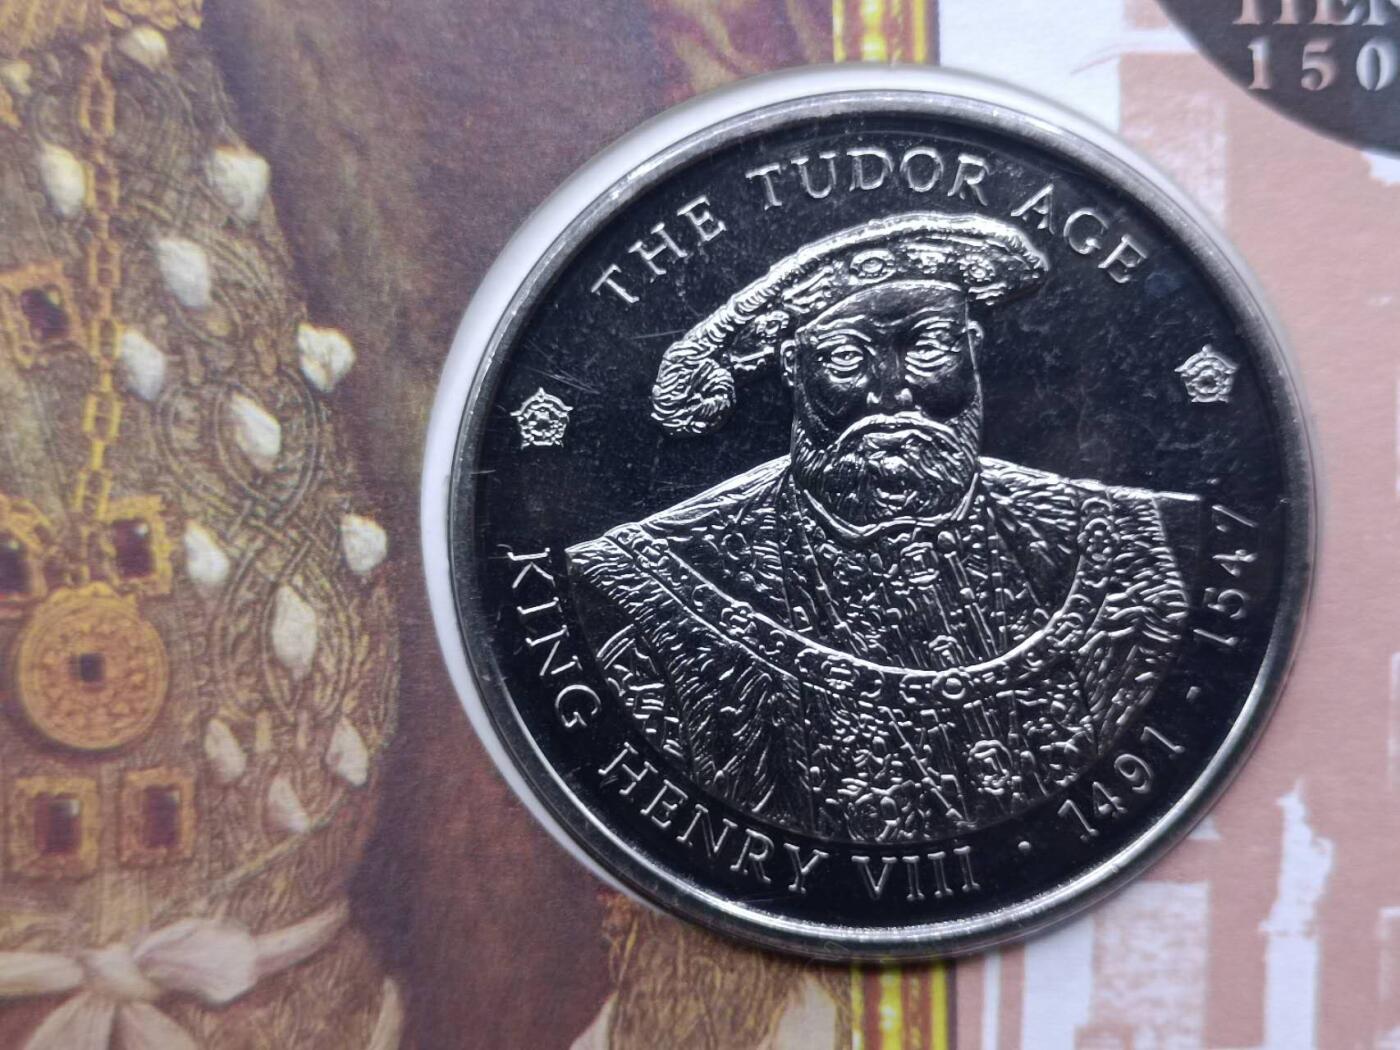 150
THE TUDOR AGE
KING HENRY VIII · 1491 - 1547